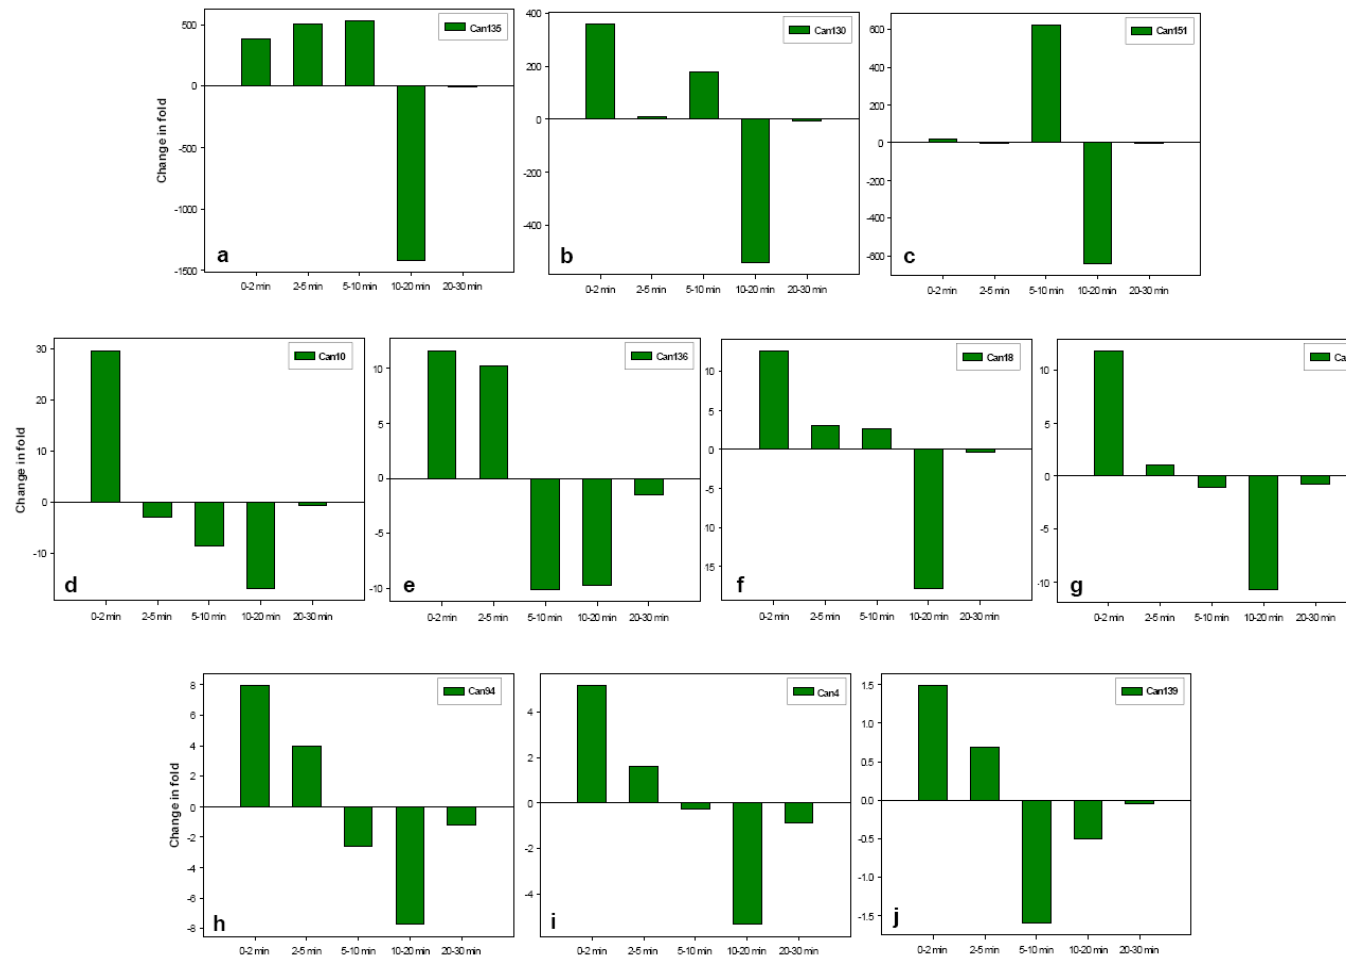 Change in fold
500
0
-500
-1000
-1500
Can135
a
0-2 min 2-5 min 5-10 min 10-20 min 20-30 min
400
200
0
-200
-400
Can130
b
0-2 min 2-5 min 5-10 min 10-20 min 20-30 min
600
400
200
0
-200
-400
-600
Can151
c
0-2 min 2-5 min 5-10 min 10-20 min 20-30 min
Change in fold
30
20
10
0
-10
Can10
d
0-2 min 2-5 min 5-10 min 10-20 min 20-30 min
10
5
0
-5
-10
Can136
e
0-2 min 2-5 min 5-10 min 10-20 min 20-30 min
10
5
0
-5
10
15
Can18
f
0-2 min 2-5 min 5-10 min 10-20 min 20-30 min
10
5
0
-5
-10
Ca
g
0-2 min 2-5 min 5-10 min 10-20 min 20-30 min
Change in fold
8
6
4
2
0
-2
-4
-6
-8
Can94
h
0-2 min 2-5 min 5-10 min 10-20 min 20-30 min
4
2
0
-2
-4
Can4
i
0-2 min 2-5 min 5-10 min 10-20 min 20-30 min
1.5
1.0
0.5
0.0
-0.5
-1.0
-1.5
Can139
j
0-2 min 2-5 min 5-10 min 10-20 min 20-30 min